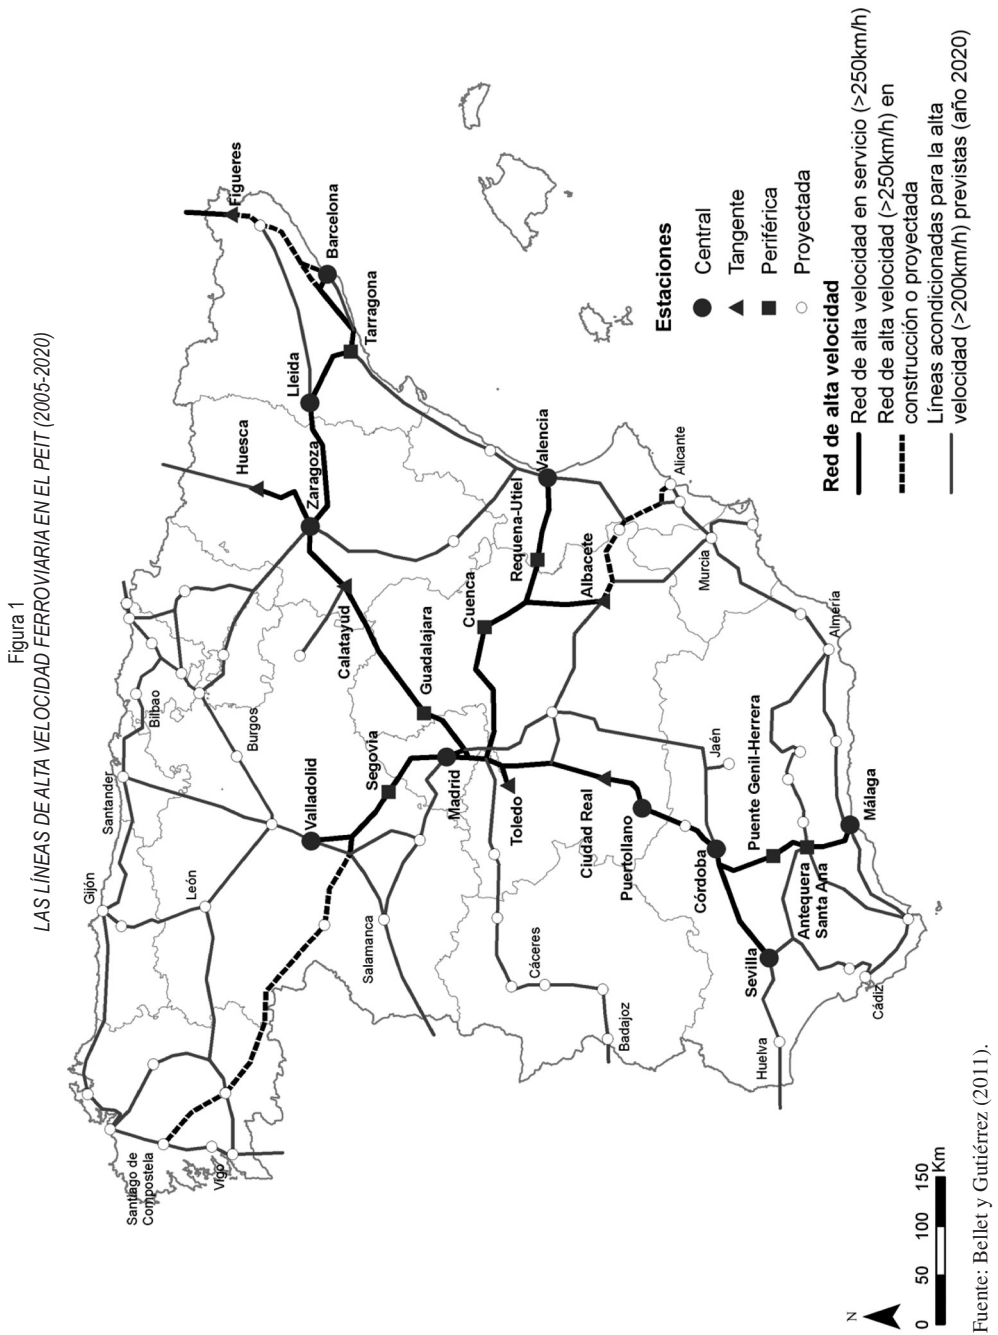 Figura 1
LAS LÍNEAS DE ALTA VELOCIDAD FERROVIARIA EN EL PEIT (2005-2020)
Santiago de
Compostela
Vigo
Gijón
León
Santander
Bilbao
Burgos
Valladolid
Segovia
Salamanca
Madrid
Guadalajara
Calatayud
Zaragoza
Huesca
Lleida
Tarragona
Barcelona
Figueres
Toledo
Cuenca
Requena-Utiel
Valencia
Albacete
Alicante
Murcia
Almería
Cáceres
Badajoz
Ciudad Real
Puertollano
Córdoba
Jaén
Puente Genil-Herrera
Antequera
Santa Ana
Málaga
Sevilla
Huelva
Cádiz
Estaciones
Central
Tangente
Periférica
Proyectada
Red de alta velocidad
Red de alta velocidad en servicio (>250km/h)
Red de alta velocidad (>250km/h) en
construcción o proyectada
Líneas acondicionadas para la alta
velocidad (>200km/h) previstas (año 2020)
N
0 50 100 150
Km
Fuente: Bellet y Gutiérrez (2011).